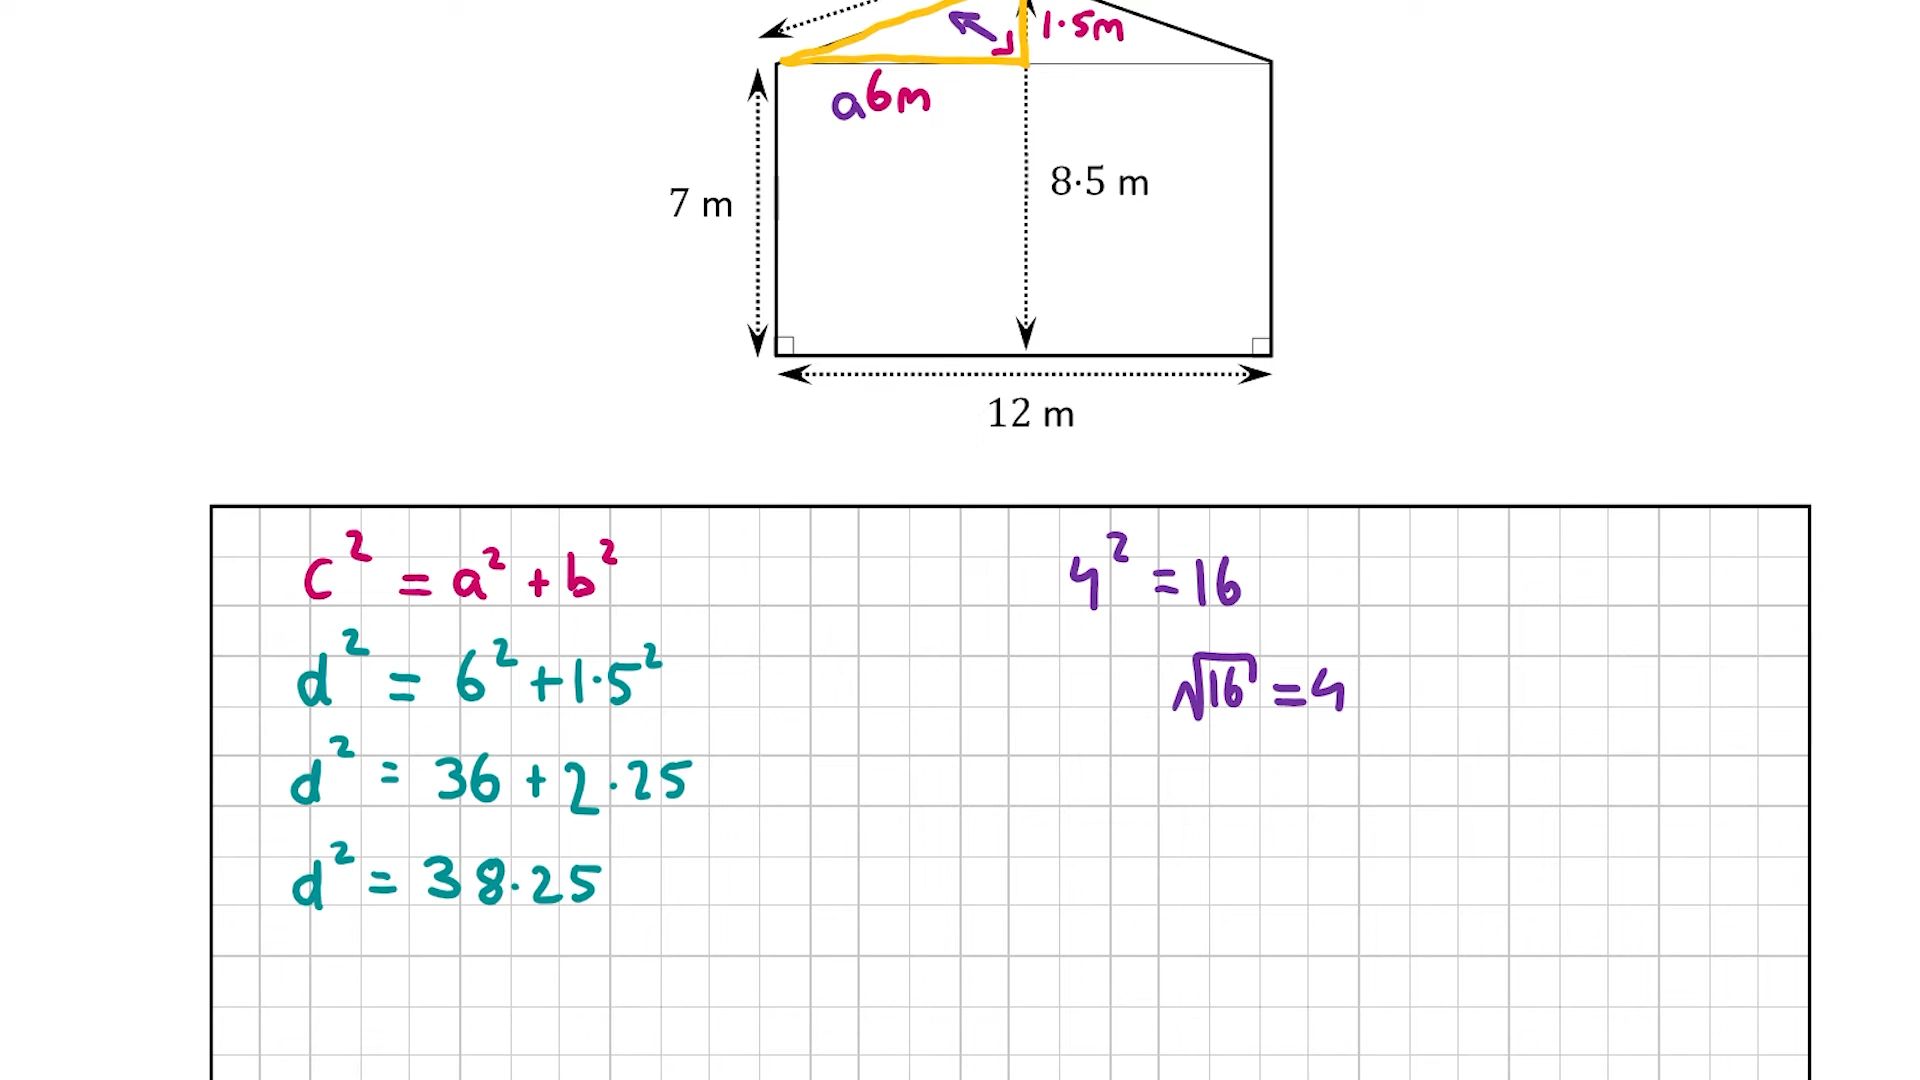 1·5m
a6m
8·5 m
7 m
12 m
c² = a² + b²
d² = 6² + 1·5²
d² = 36 + 2·25
d² = 38·25
4² = 16
√16 = 4